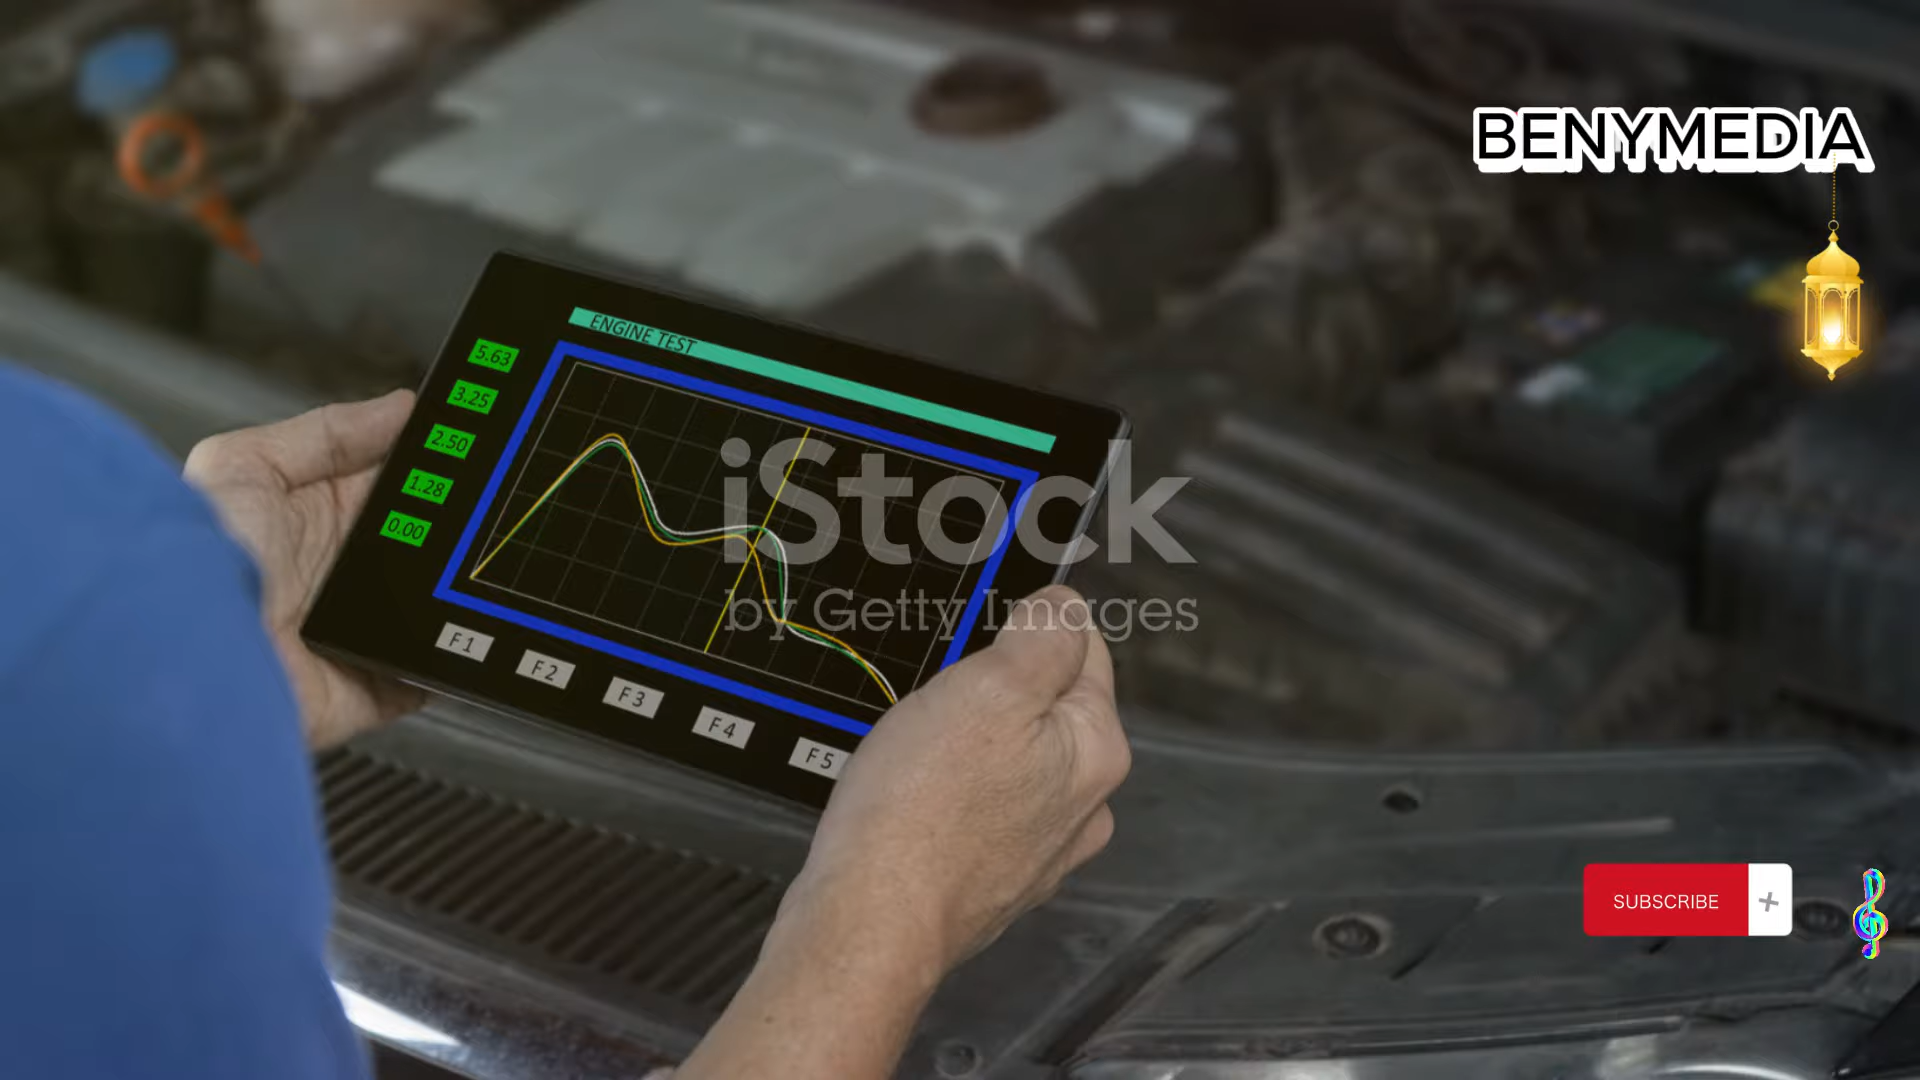 BENYMEDIA
ENGINE TEST
5.63
3.25
2.50
1.28
0.00
iStock
by Getty Images
F1
F2
F3
F4
F5
SUBSCRIBE +